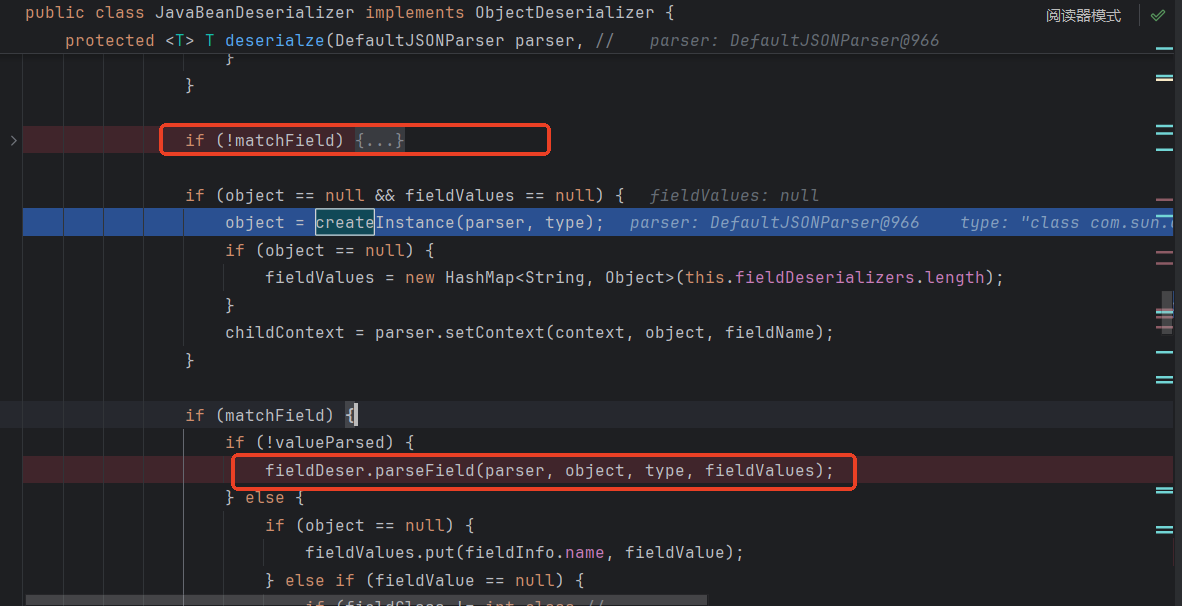 public class JavaBeanDeserializer implements ObjectDeserializer {
阅读器模式
protected <T> T deserialze(DefaultJSONParser parser, // parser: DefaultJSONParser@966
}
}
if (!matchField) {...}
if (object == null && fieldValues == null) { fieldValues: null
object = createInstance(parser, type); parser: DefaultJSONParser@966 type: "class com.sun.
if (object == null) {
fieldValues = new HashMap<String, Object>(this.fieldDeserializers.length);
}
childContext = parser.setContext(context, object, fieldName);
}
if (matchField) {
if (!valueParsed) {
fieldDeser.parseField(parser, object, type, fieldValues);
} else {
if (object == null) {
fieldValues.put(fieldInfo.name, fieldValue);
} else if (fieldValue == null) {
if (fieldClass != int.class //